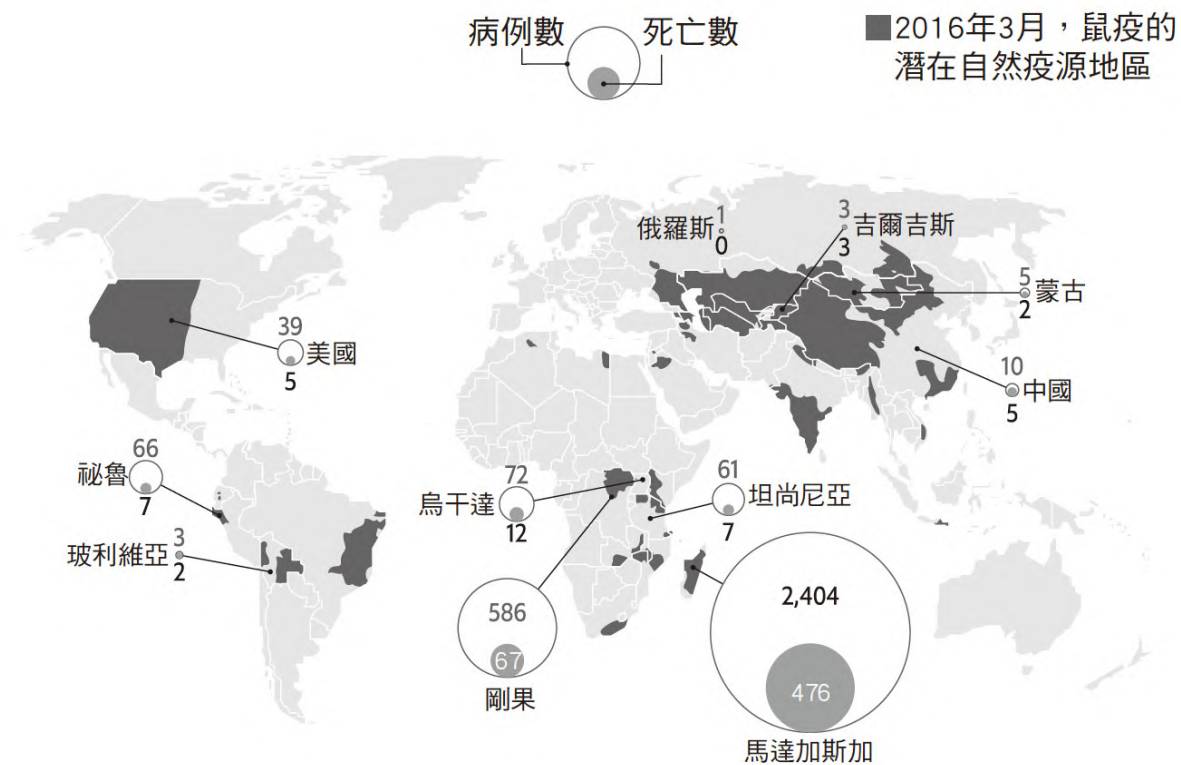 病例數
死亡數
2016年3月，鼠疫的
潛在自然疫源地區
俄羅斯
1
0
3
吉爾吉斯
3
5
蒙古
2
39
美國
5
10
中國
5
66
祕魯
7
72
烏干達
12
61
坦尚尼亞
7
3
玻利維亞
2
586
67
剛果
2,404
476
馬達加斯加